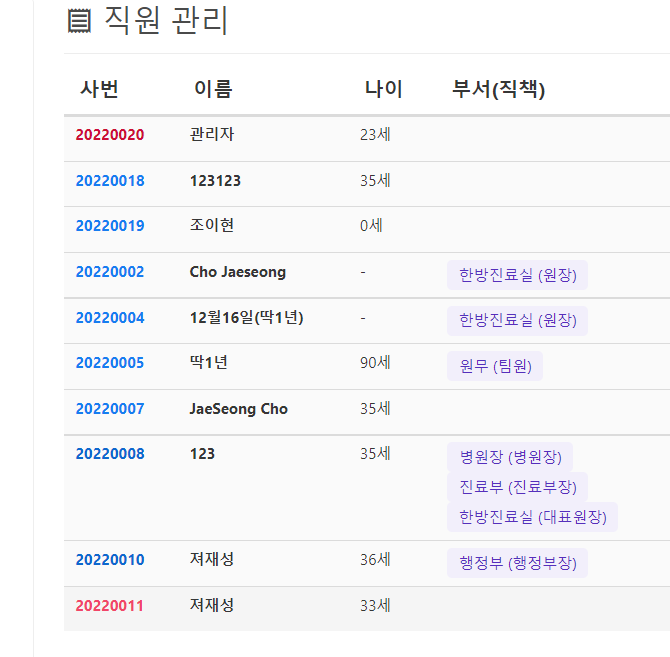 직원 관리
사번 이름 나이 부서(직책)
20220020 관리자 23세
20220018 123123 35세
20220019 조이현 0세
20220002 Cho Jaeseong - 한방진료실 (원장)
20220004 12월16일(딱1년) - 한방진료실 (원장)
20220005 딱1년 90세 원무 (팀원)
20220007 JaeSeong Cho 35세
20220008 123 35세 병원장 (병원장)
진료부 (진료부장)
한방진료실 (대표원장)
20220010 져재성 36세 행정부 (행정부장)
20220011 져재성 33세